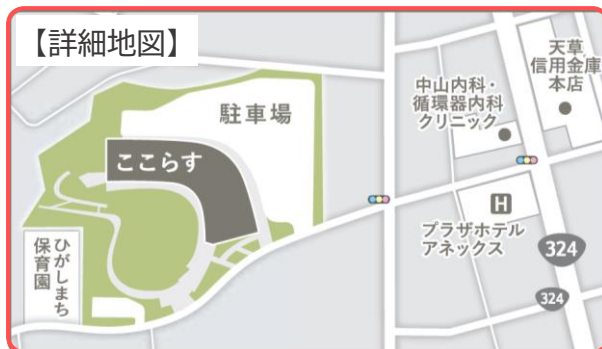 【詳細地図】
天草
信用金庫
本店
中山内科・
循環器内科
クリニック
駐車場
ここらす
H
プラザホテル
アネックス
324
324
ひがしまち
保育園